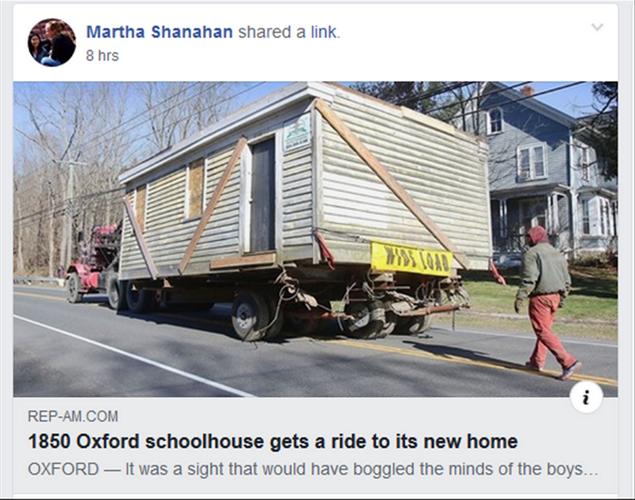 Martha Shanahan shared a link.
8 hrs
WIDE LOAD
i
REP-AM.COM
1850 Oxford schoolhouse gets a ride to its new home
OXFORD — It was a sight that would have boggled the minds of the boys...